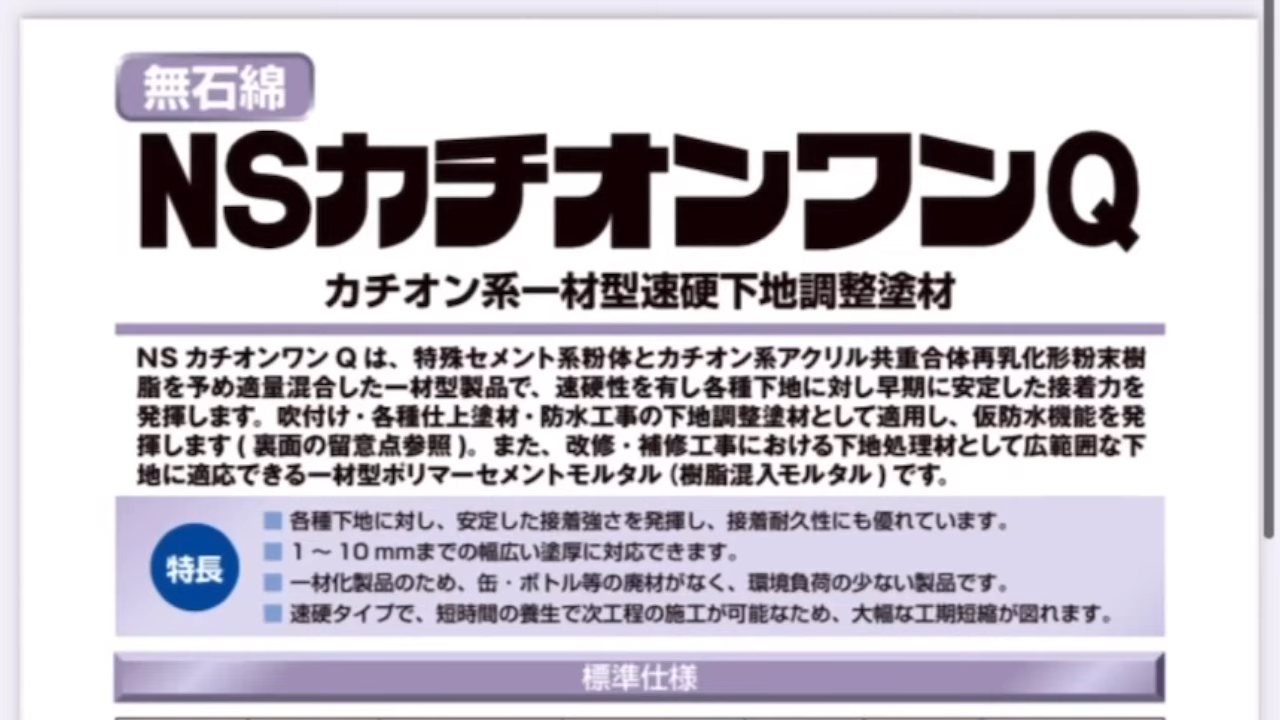 無石綿
NSカチオンワンQ
カチオン系一材型速硬下地調整塗材
NS カチオンワン Q は、特殊セメント系粉体とカチオン系アクリル共重合体再乳化形粉末樹
脂を予め適量混合した一材型製品で、速硬性を有し各種下地に対し早期に安定した接着力を
発揮します。吹付け・各種仕上塗材・防水工事の下地調整塗材として適用し、仮防水機能を発
揮します ( 裏面の留意点参照 )。また、改修・補修工事における下地処理材として広範囲な下
地に適応できる一材型ポリマーセメントモルタル（樹脂混入モルタル ) です。
特長
■ 各種下地に対し、安定した接着強さを発揮し、接着耐久性にも優れています。
■ 1 ～ 10 mmまでの幅広い塗厚に対応できます。
■ 一材化製品のため、缶・ボトル等の廃材がなく、環境負荷の少ない製品です。
■ 速硬タイプで、短時間の養生で次工程の施工が可能なため、大幅な工期短縮が図れます。
標準仕様